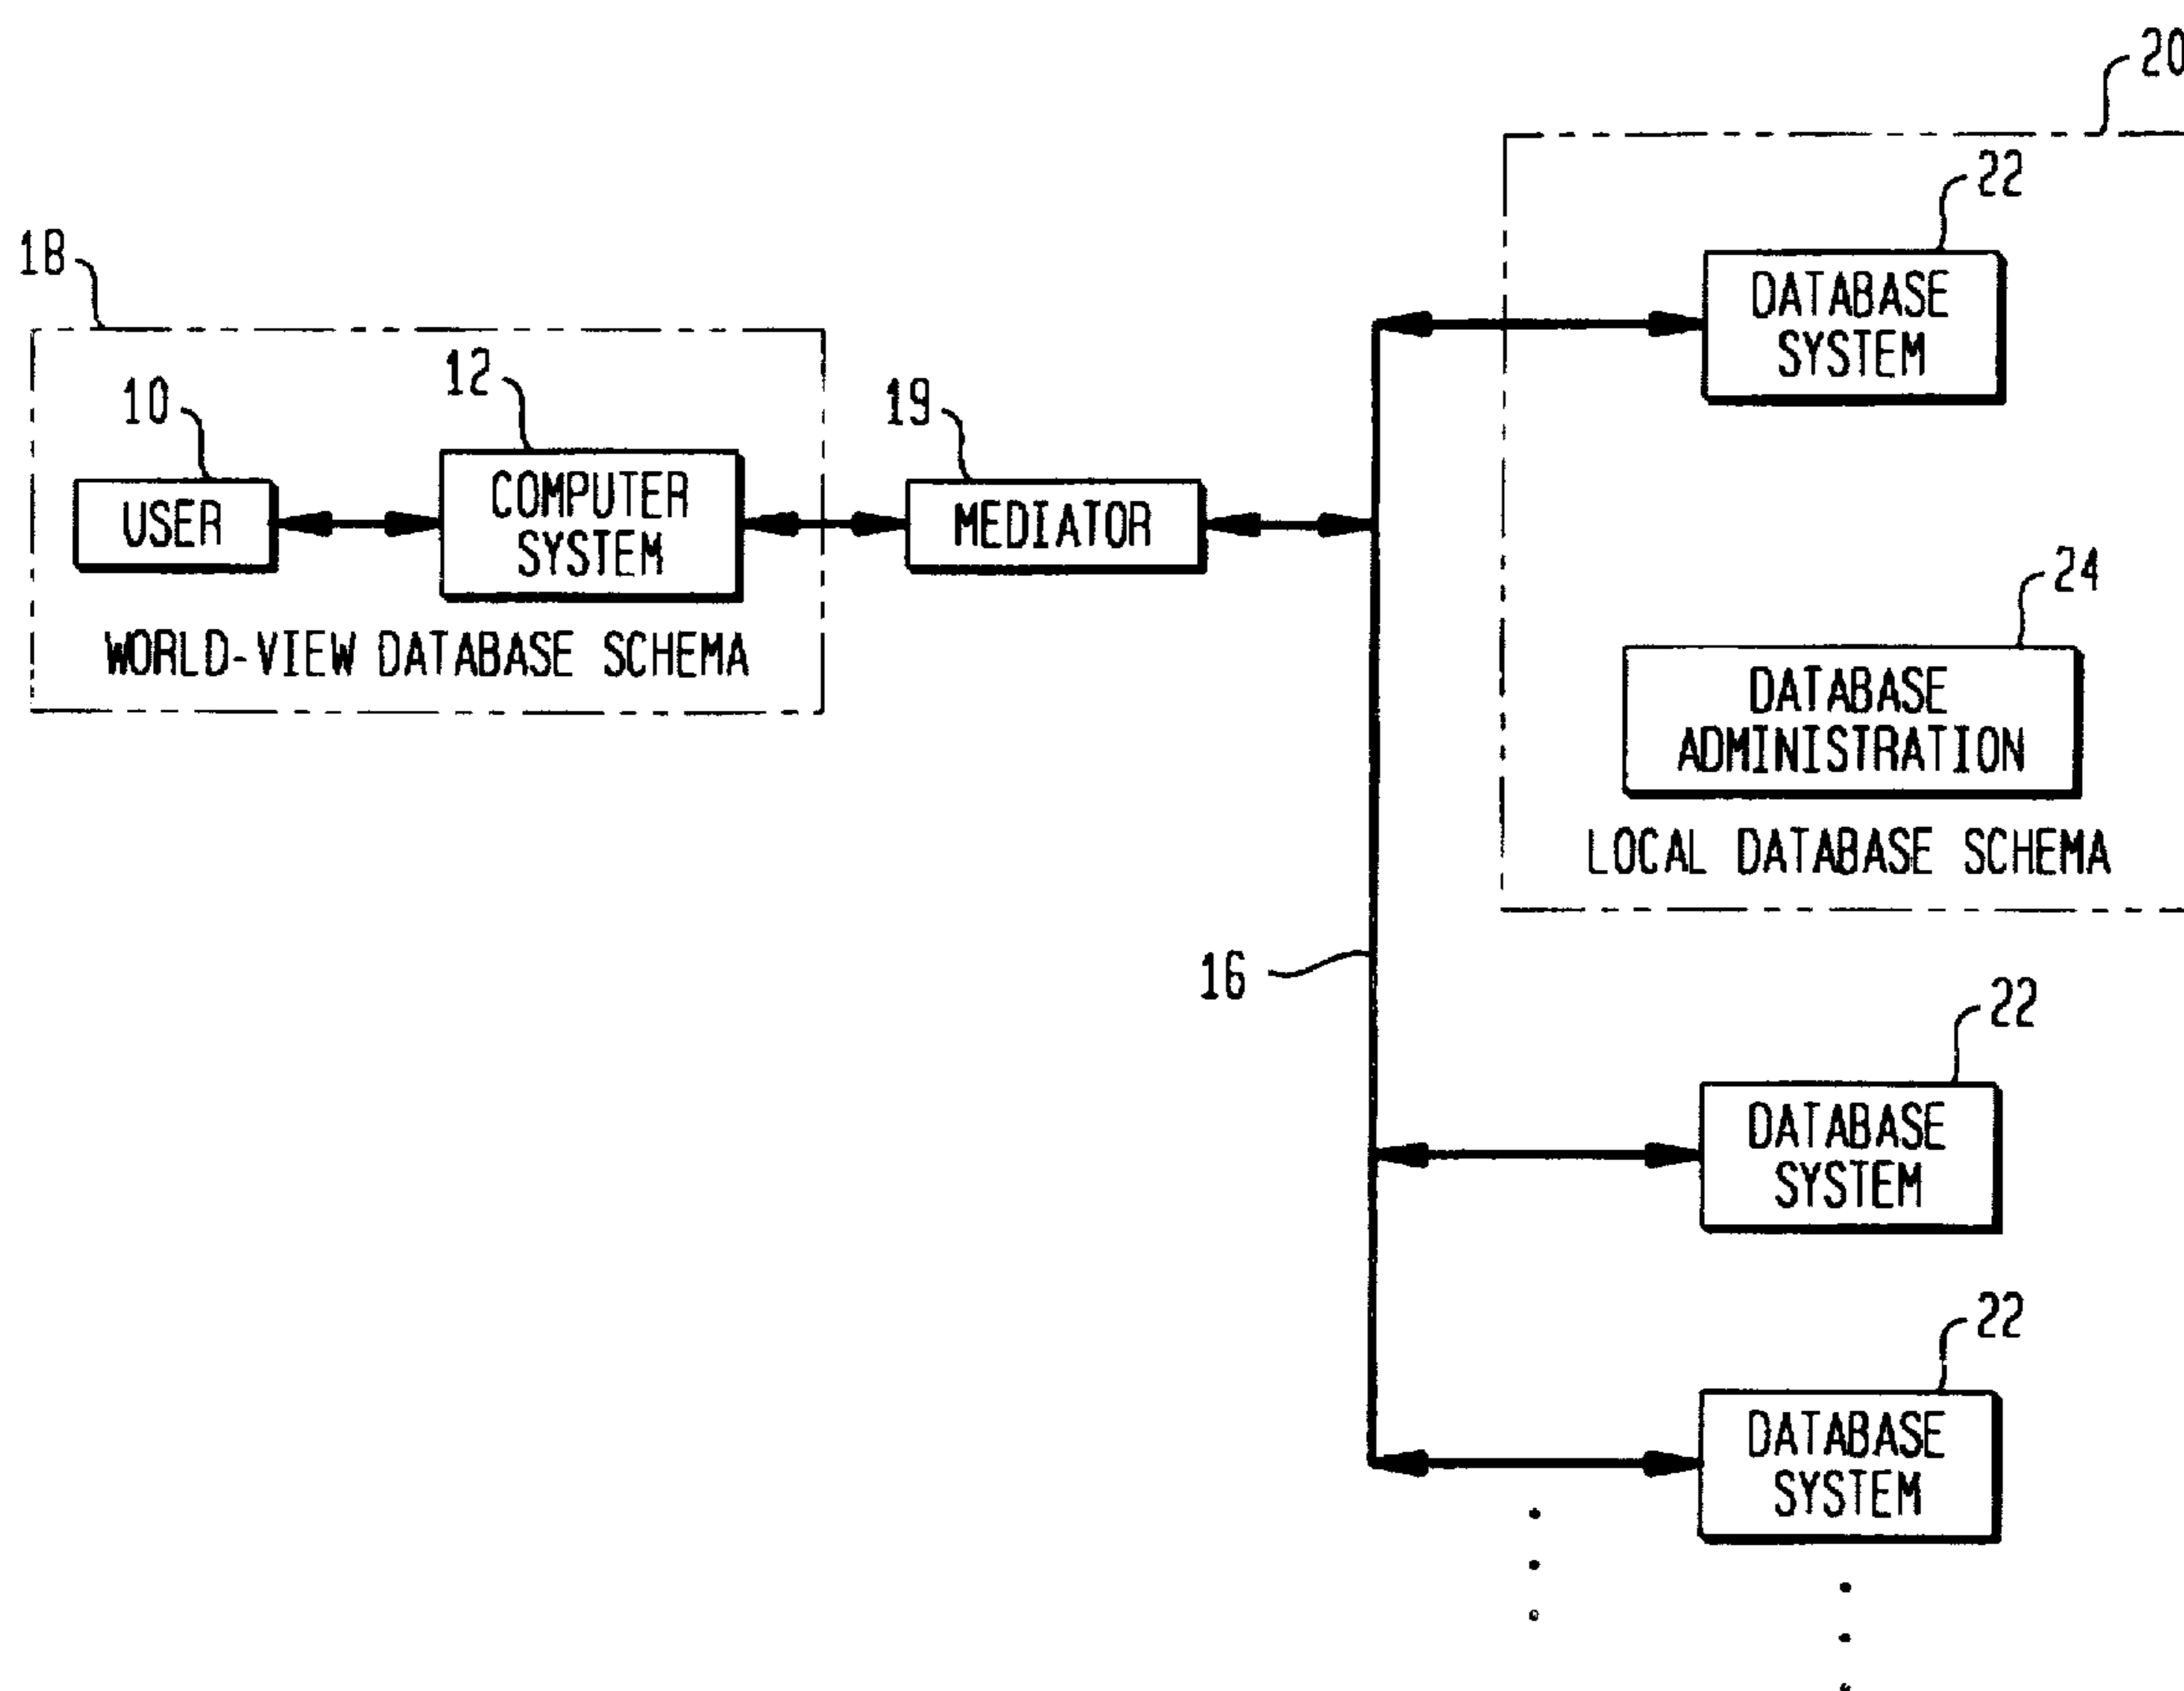 20
22
18
DATABASE
SYSTEM
12
10
19
COMPUTER
SYSTEM
USER
MEDIATOR
24
WORLD-VIEW DATABASE SCHEMA
DATABASE
ADMINISTRATION
LOCAL DATABASE SCHEMA
16
22
DATABASE
SYSTEM
22
DATABASE
SYSTEM